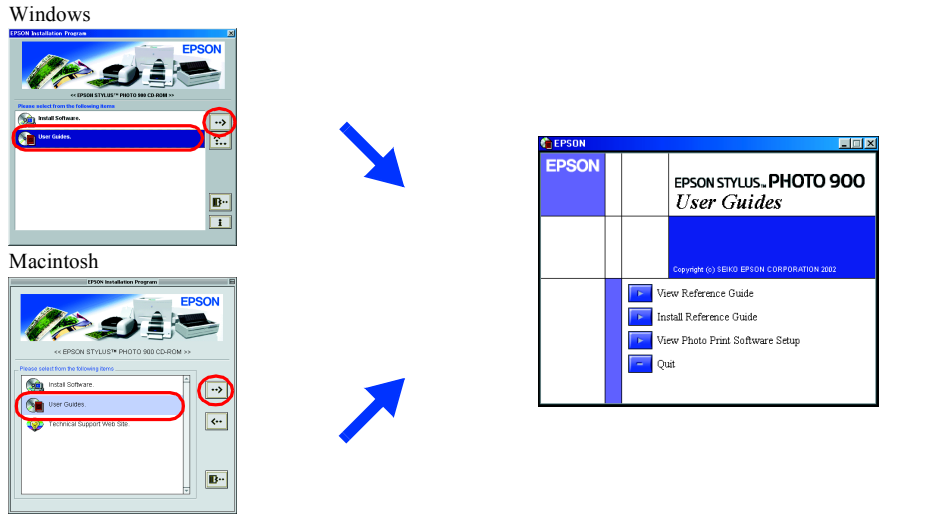 Windows
EPSON Installation Program
EPSON
<< EPSON STYLUS™ PHOTO 900 CD-ROM >>
Please select from the following items
Install Software.
User Guides.
Macintosh
EPSON Installation Program
EPSON
<< EPSON STYLUS™ PHOTO 900 CD-ROM >>
Please select from the following items
Install Software.
User Guides.
Technical Support Web Site.
EPSON
EPSON
EPSON STYLUS™ PHOTO 900
User Guides
Copyright (c) SEIKO EPSON CORPORATION 2002
View Reference Guide
Install Reference Guide
View Photo Print Software Setup
Quit